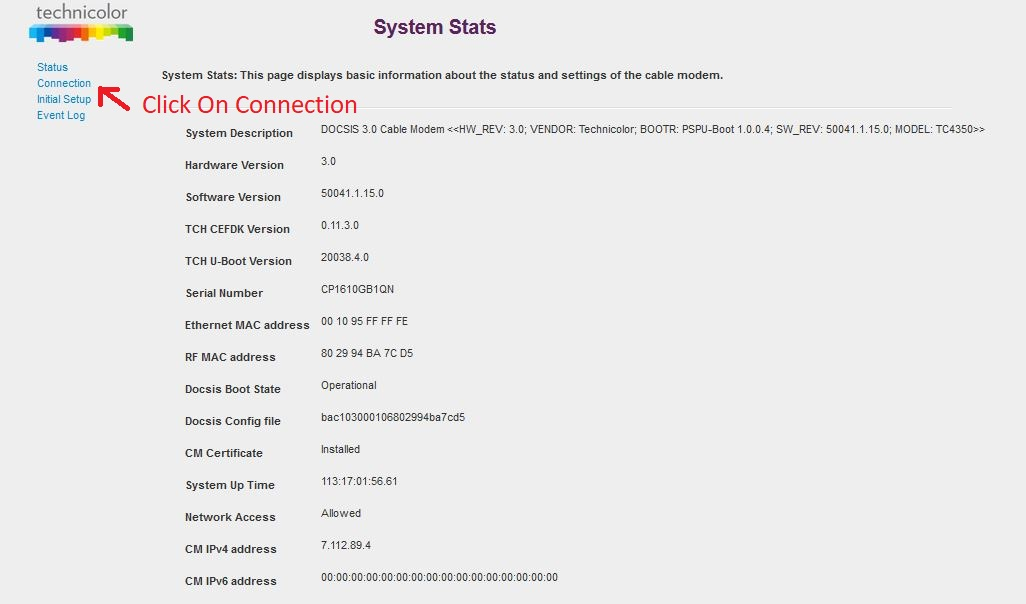 technicolor
System Stats
Status
Connection
Initial Setup
Event Log
System Stats: This page displays basic information about the status and settings of the cable modem.
Click On Connection
System Description DOCSIS 3.0 Cable Modem <<HW_REV: 3.0; VENDOR: Technicolor; BOOTR: PSPU-Boot 1.0.0.4; SW_REV: 50041.1.15.0; MODEL: TC4350>>
Hardware Version 3.0
Software Version 50041.1.15.0
TCH CEFDK Version 0.11.3.0
TCH U-Boot Version 20038.4.0
Serial Number CP1610GB1QN
Ethernet MAC address 00 10 95 FF FF FE
RF MAC address 80 29 94 BA 7C D5
Docsis Boot State Operational
Docsis Config file bac103000106802994ba7cd5
CM Certificate Installed
System Up Time 113:17:01:56.61
Network Access Allowed
CM IPv4 address 7.112.89.4
CM IPv6 address 00:00:00:00:00:00:00:00:00:00:00:00:00:00:00:00